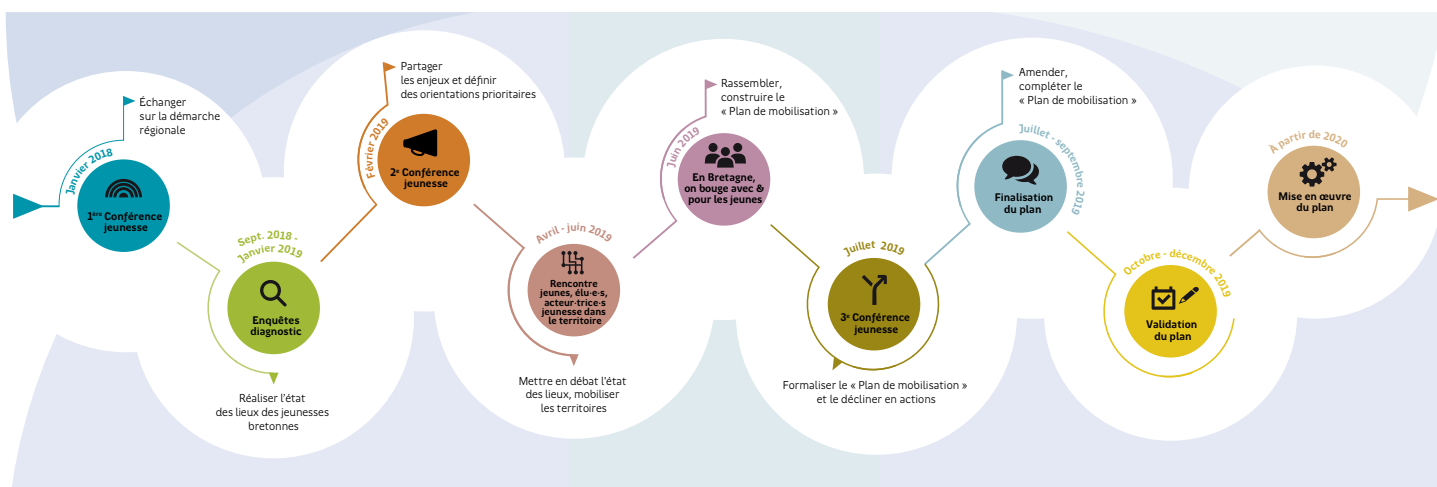 Janvier 2018
Échanger
sur la démarche
régionale
1ère Conférence
jeunesse
Sept. 2018 -
Janvier 2019
Enquêtes
diagnostic
Réaliser l'état
des lieux des jeunesses
bretonnes
Février 2019
Partager
les enjeux et définir
des orientations prioritaires
2e Conférence
jeunesse
Avril - juin 2019
Rencontre
jeunes, élu·e·s,
acteur·trice·s
jeunesse dans
le territoire
Mettre en débat l'état
des lieux, mobiliser
les territoires
Juin 2019
Rassembler,
construire le
« Plan de mobilisation »
En Bretagne,
on bouge avec &
pour les jeunes
Juillet 2019
3e Conférence
jeunesse
Formaliser le « Plan de mobilisation »
et le décliner en actions
Amender,
compléter le
« Plan de mobilisation »
Juillet - septembre 2019
Finalisation
du plan
Octobre - décembre 2019
Validation
du plan
À partir de 2020
Mise en œuvre
du plan